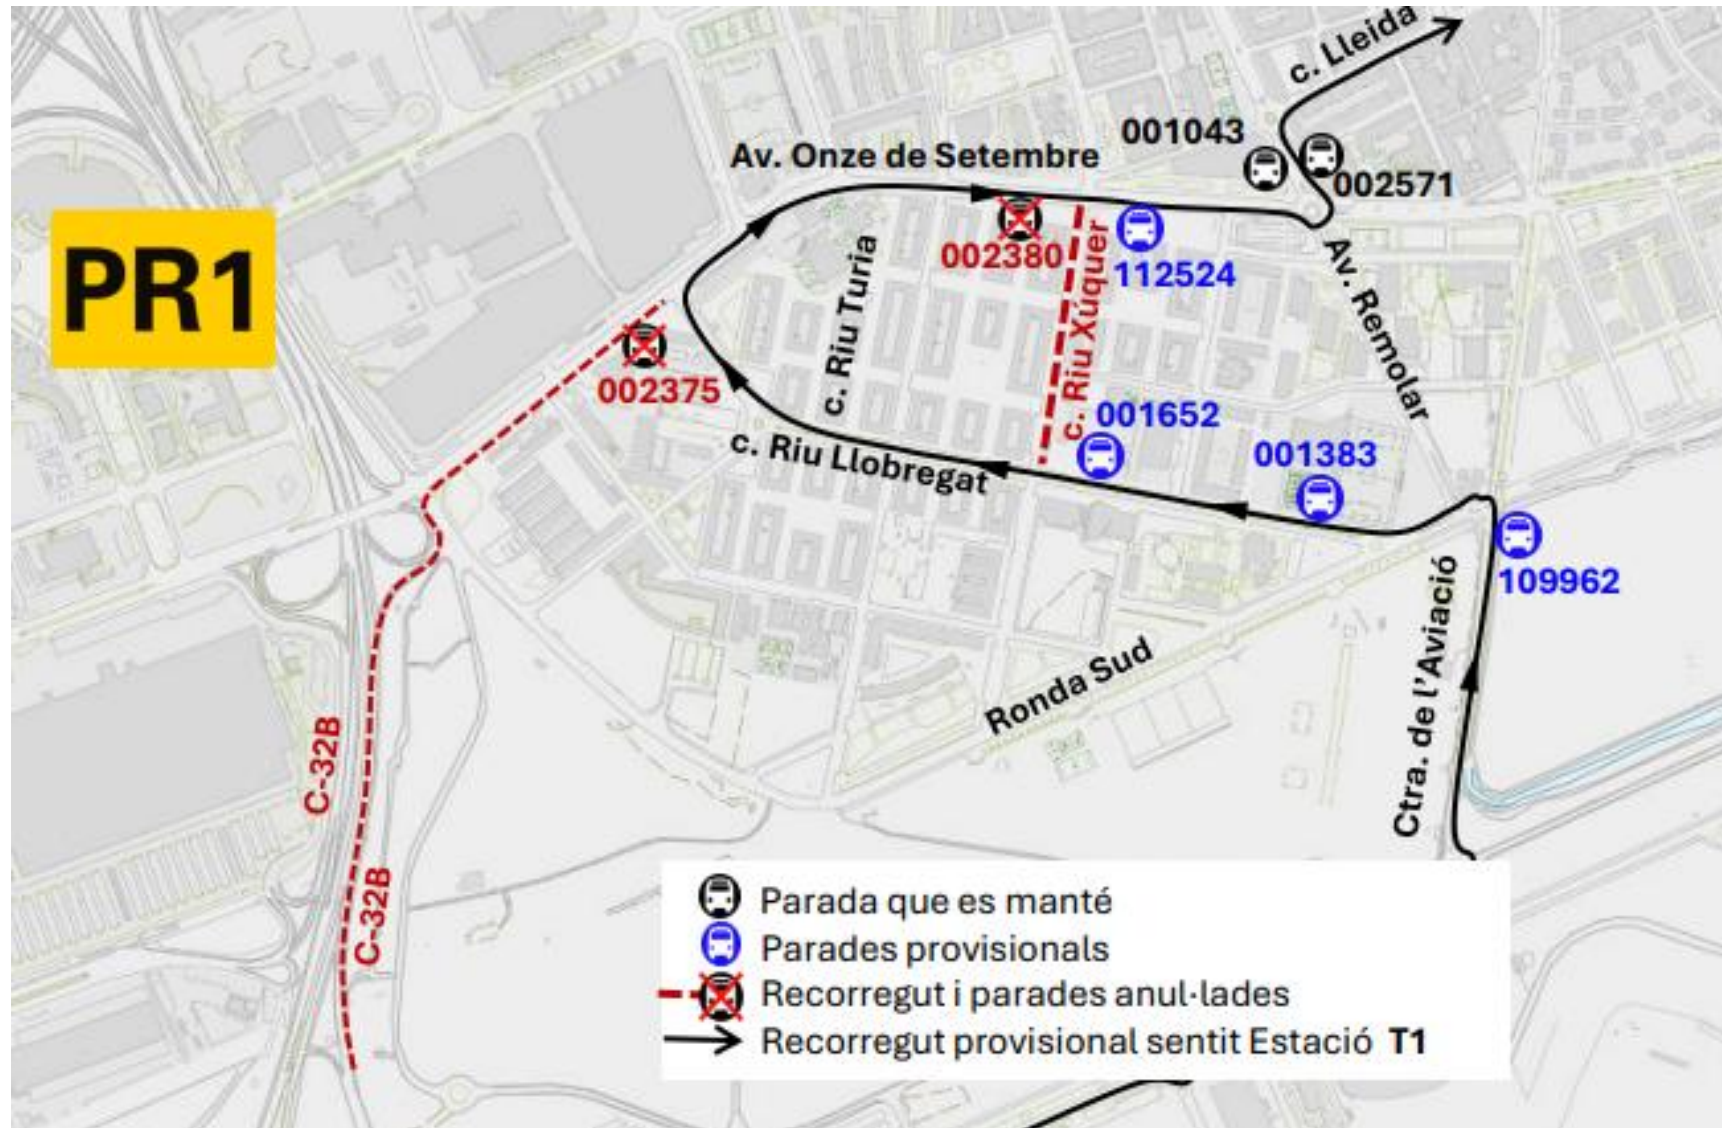 c. Lleida
001043
Av. Onze de Setembre
002571
PR1
002380
112524
c. Riu Turia
c. Riu Xúquer
Av. Remolar
002375
001652
c. Riu Llobregat
001383
109962
Ronda Sud
Ctra. de l'Aviació
C-32B
C-32B
Parada que es manté
Parades provisionals
Recorregut i parades anul·lades
Recorregut provisional sentit Estació T1